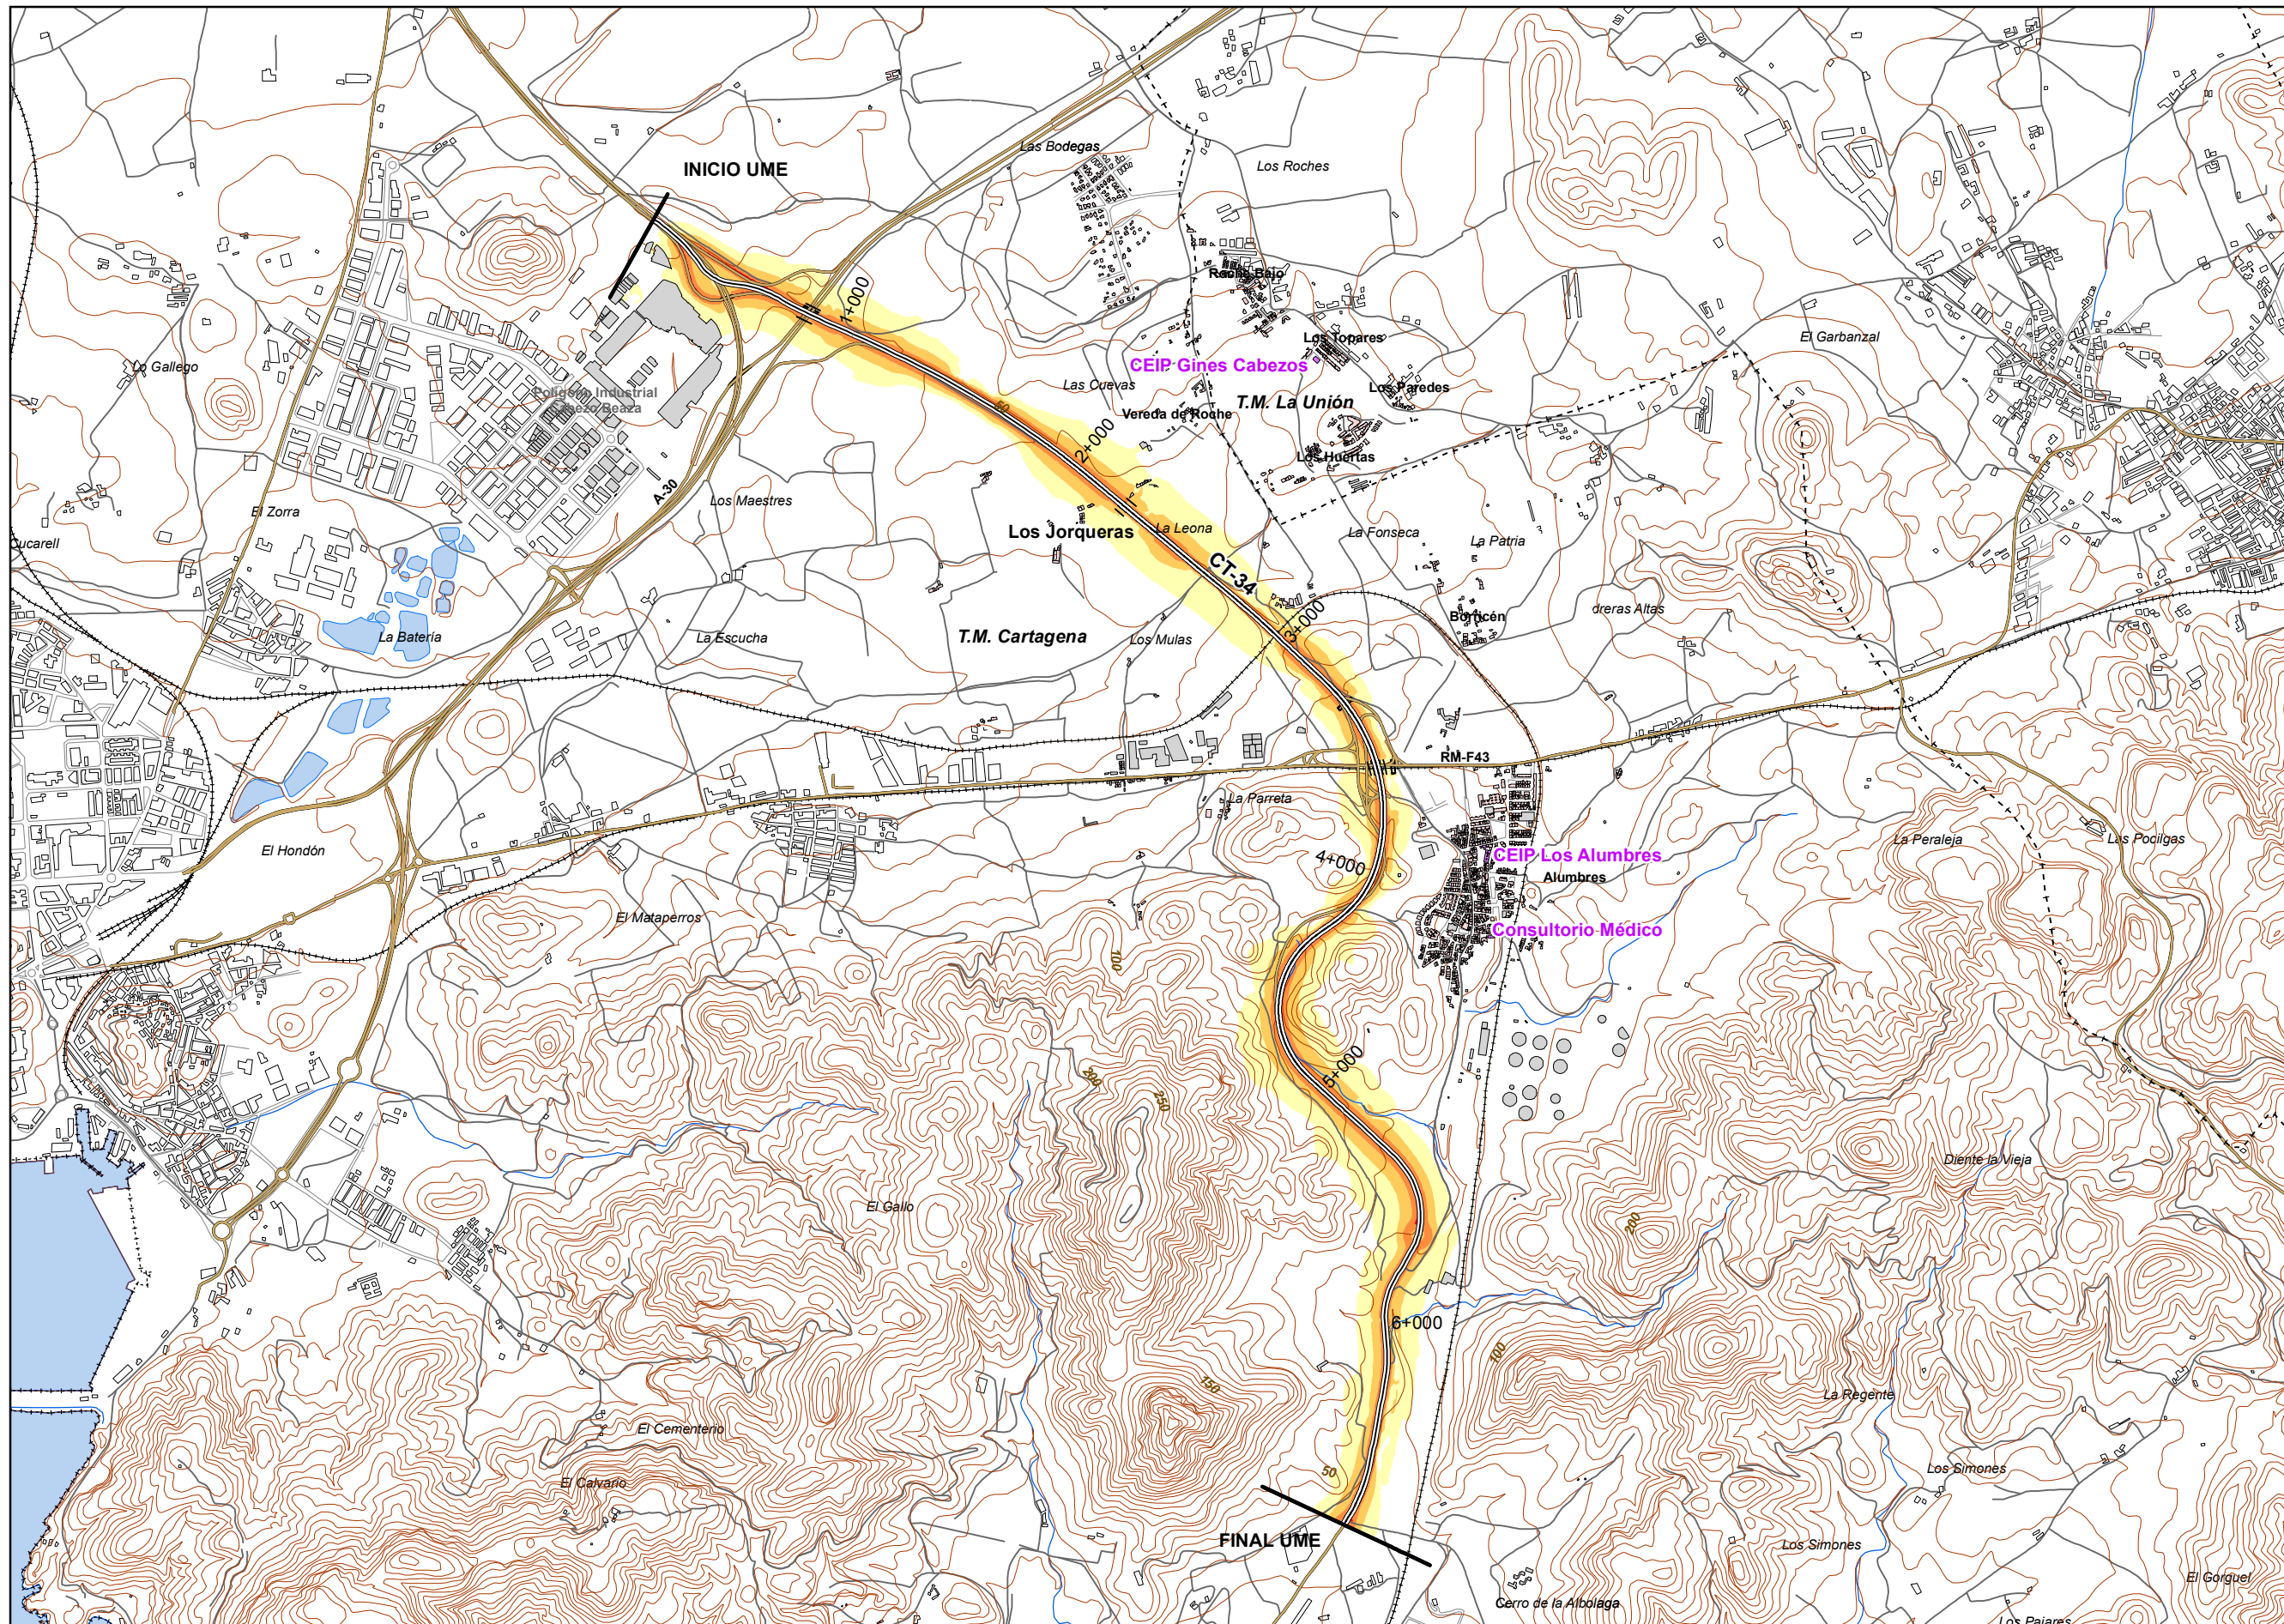 INICIO UME
Las Bodegas
Los Roches
Roche Bajo
1+000
Los Topares
El Garbanzal
Lo Gallego
CEIP Gines Cabezos
Las Cuevas
Los Paredes
Polígono Industrial
Cabezo Beaza
50
T.M. La Unión
Vereda de Roche
2+000
Los Huertas
A-30
Los Maestres
El Zorra
Los Jorqueras
La Leona
La Fonseca
La Patria
CT-34
La Batería
La Escucha
T.M. Cartagena
Los Mulas
3+000
Borricén
reras Altas
RM-F43
La Parreta
El Hondón
4+000
CEIP Los Alumbres
Alumbres
La Peraleja
Las Pocilgas
El Mataperros
Consultorio Médico
100
200
250
5+000
Diente la Vieja
El Gallo
200
6+000
100
150
La Regente
El Cementerio
50
El Calvario
Los Simones
FINAL UME
Los Simones
El Gorguel
Cerro de la Albolaga
Los Pajares